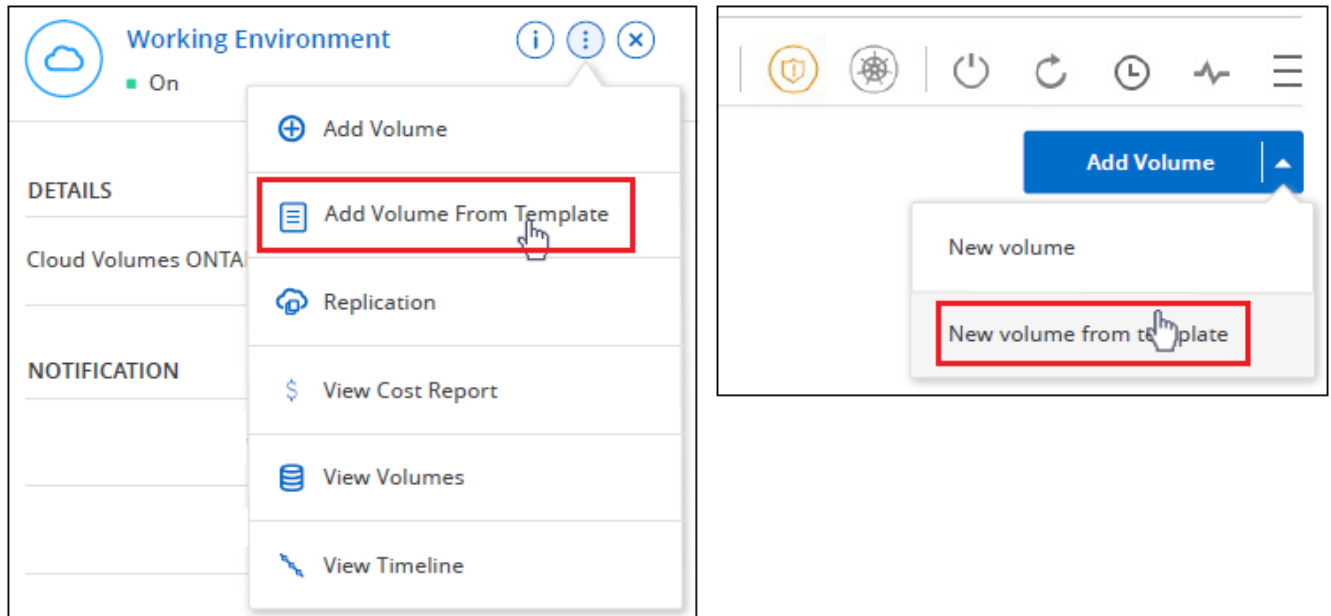 Working Environment
On
Add Volume
DETAILS
Add Volume From Template
Cloud Volumes ONTA
Replication
NOTIFICATION
$ View Cost Report
View Volumes
View Timeline
Add Volume
New volume
New volume from template